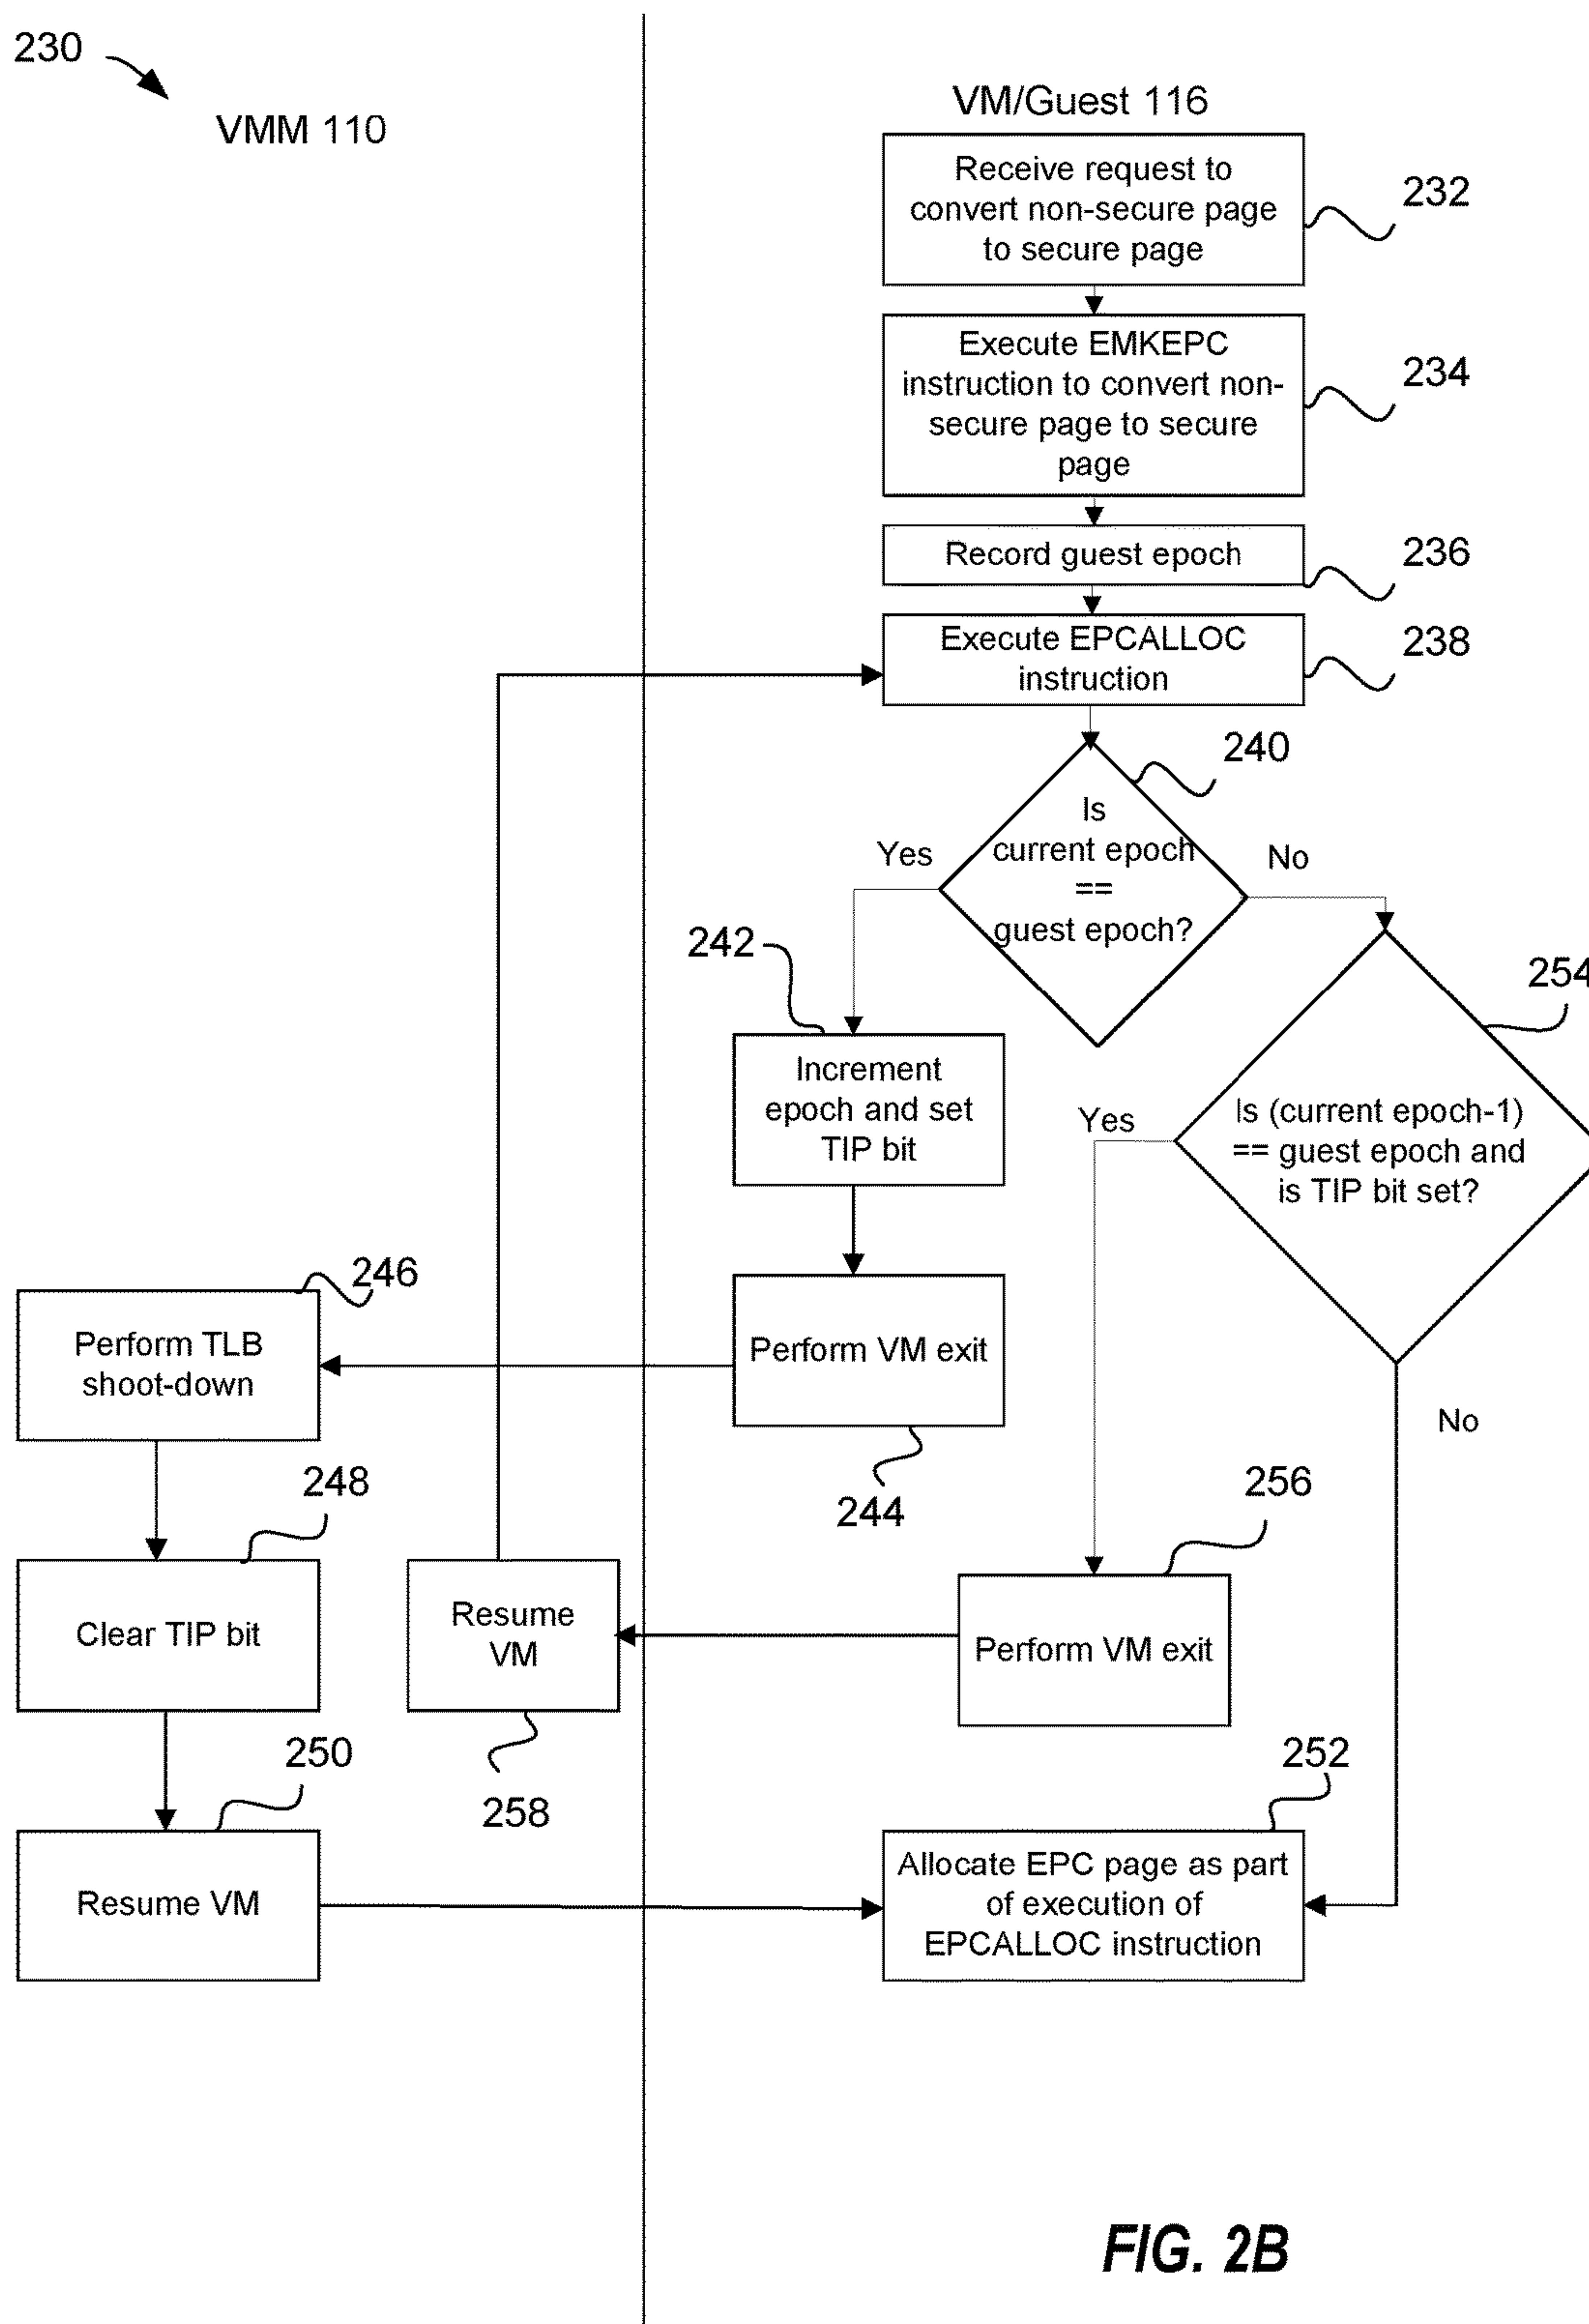 230
VMM 110
VM/Guest 116
Receive request to
convert non-secure page
to secure page
232
Execute EMKEPC
instruction to convert non-
secure page to secure
page
234
Record guest epoch
236
Execute EPCALLOC
instruction
238
240
Is
current epoch
==
guest epoch?
Yes
No
242
254
Increment
epoch and set
TIP bit
Is (current epoch-1)
== guest epoch and
is TIP bit set?
Yes
No
246
Perform TLB
shoot-down
Perform VM exit
244
248
Clear TIP bit
Resume
VM
258
256
Perform VM exit
250
Resume VM
252
Allocate EPC page as part
of execution of
EPCALLOC instruction
FIG. 2B